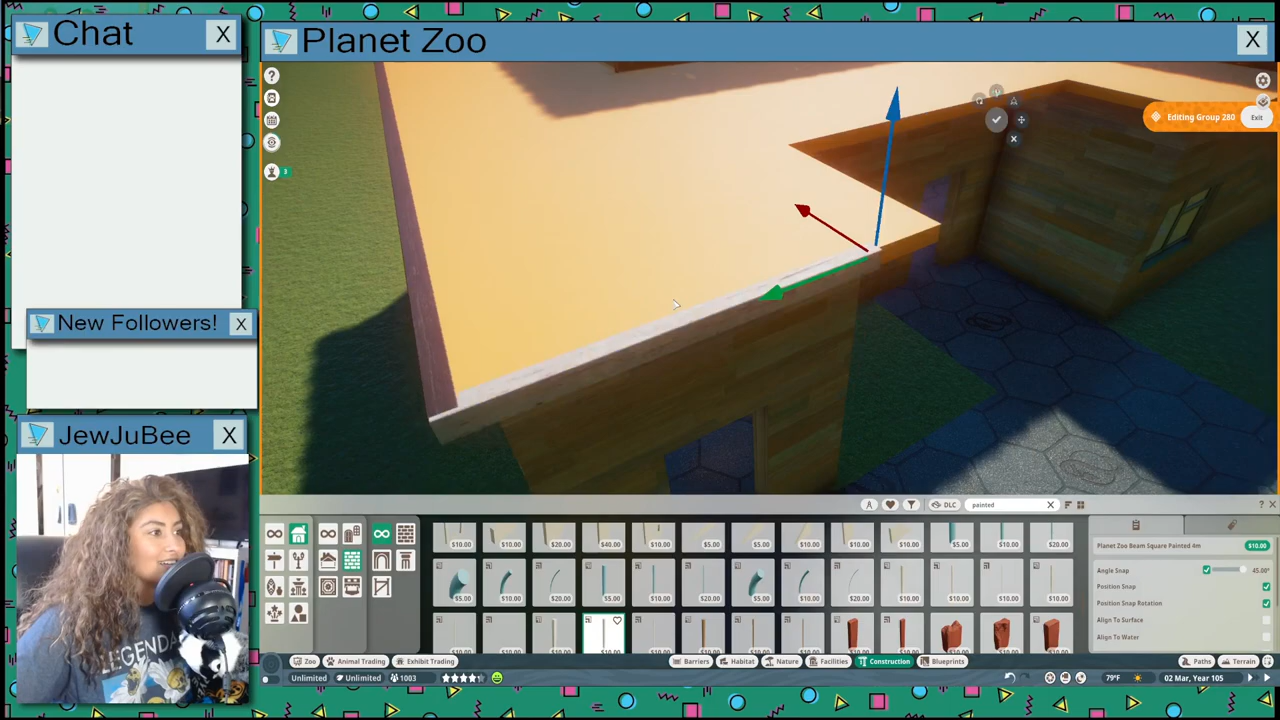 Chat
X
Planet Zoo
X
?
3
Editing Group 280
Exit
New Followers!
X
JewJuBee
X
LEGENDA
DLC
painted
X
?
X
$10.00 $10.00 $20.00 $40.00 $10.00 $5.00 $5.00 $5.00 $10.00 $5.00 $10.00 $10.00 $20.00
$5.00 $10.00 $20.00 $5.00 $10.00 $20.00 $5.00 $10.00 $20.00 $10.00 $10.00 $10.00 $10.00
Planet Zoo Beam Square Painted 4m
$10.00
Angle Snap
45.00°
Position Snap
Position Snap Rotation
Align To Surface
Align To Water
Zoo
Animal Trading
Exhibit Trading
Barriers
Habitat
Nature
Facilities
Construction
Blueprints
Paths
Terrain
Unlimited
Unlimited
1003
79°F
02 Mar, Year 105